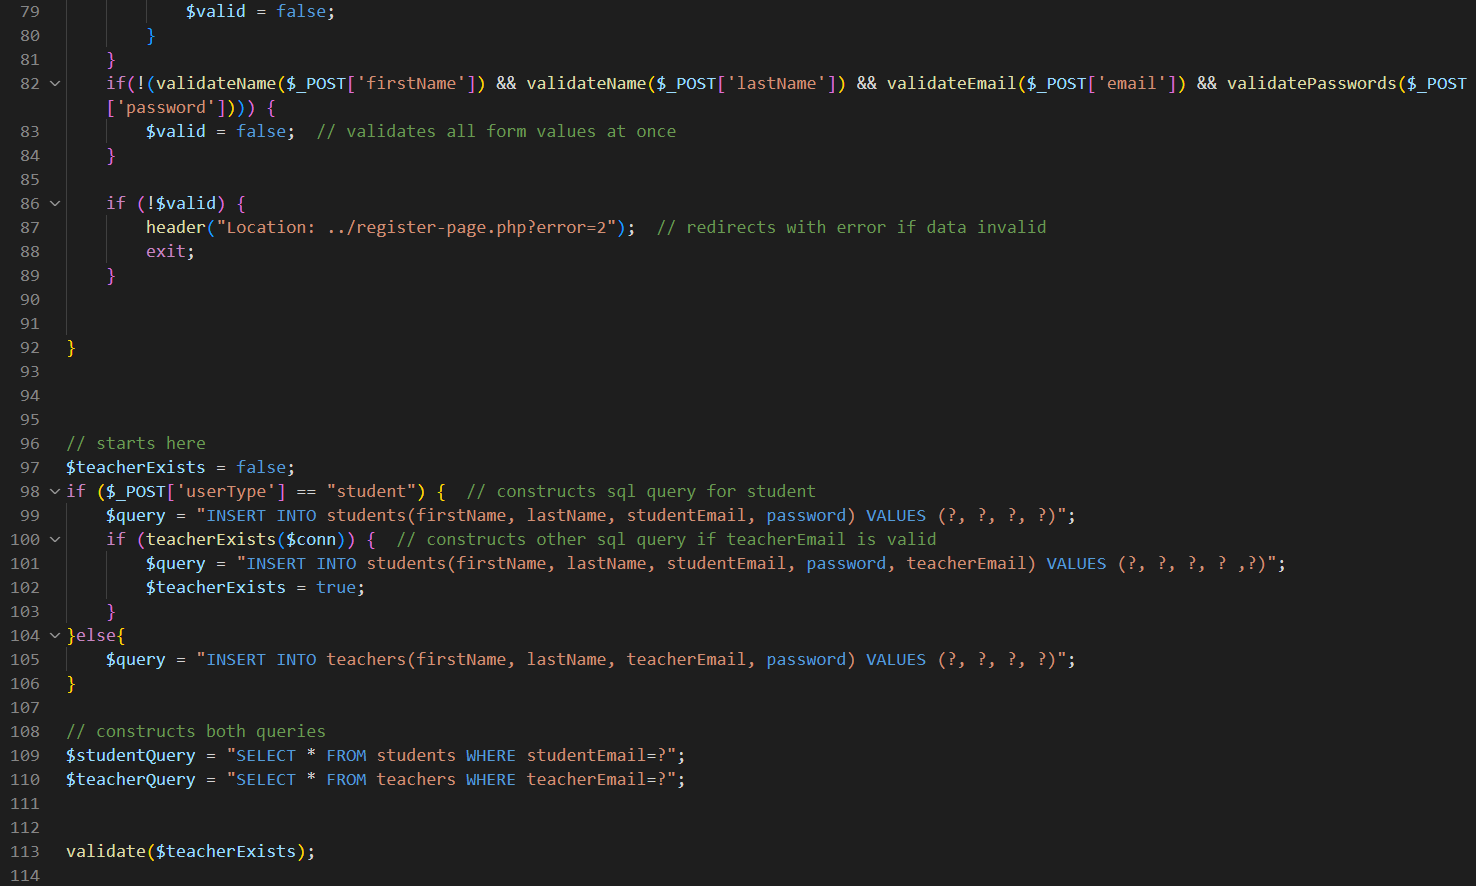 79 $valid = false;
80 }
81 }
82 if(!(validateName($_POST['firstName']) && validateName($_POST['lastName']) && validateEmail($_POST['email']) && validatePasswords($_POST
['password']))) {
83 $valid = false;  // validates all form values at once
84 }
85
86 if (!$valid) {
87 header("Location: ../register-page.php?error=2");  // redirects with error if data invalid
88 exit;
89 }
90
91
92 }
93
94
95
96 // starts here
97 $teacherExists = false;
98 if ($_POST['userType'] == "student") {  // constructs sql query for student
99 $query = "INSERT INTO students(firstName, lastName, studentEmail, password) VALUES (?, ?, ?, ?)";
100 if (teacherExists($conn)) {  // constructs other sql query if teacherEmail is valid
101 $query = "INSERT INTO students(firstName, lastName, studentEmail, password, teacherEmail) VALUES (?, ?, ?, ? ,?)";
102 $teacherExists = true;
103 }
104 }else{
105 $query = "INSERT INTO teachers(firstName, lastName, teacherEmail, password) VALUES (?, ?, ?, ?)";
106 }
107
108 // constructs both queries
109 $studentQuery = "SELECT * FROM students WHERE studentEmail=?";
110 $teacherQuery = "SELECT * FROM teachers WHERE teacherEmail=?";
111
112
113 validate($teacherExists);
114